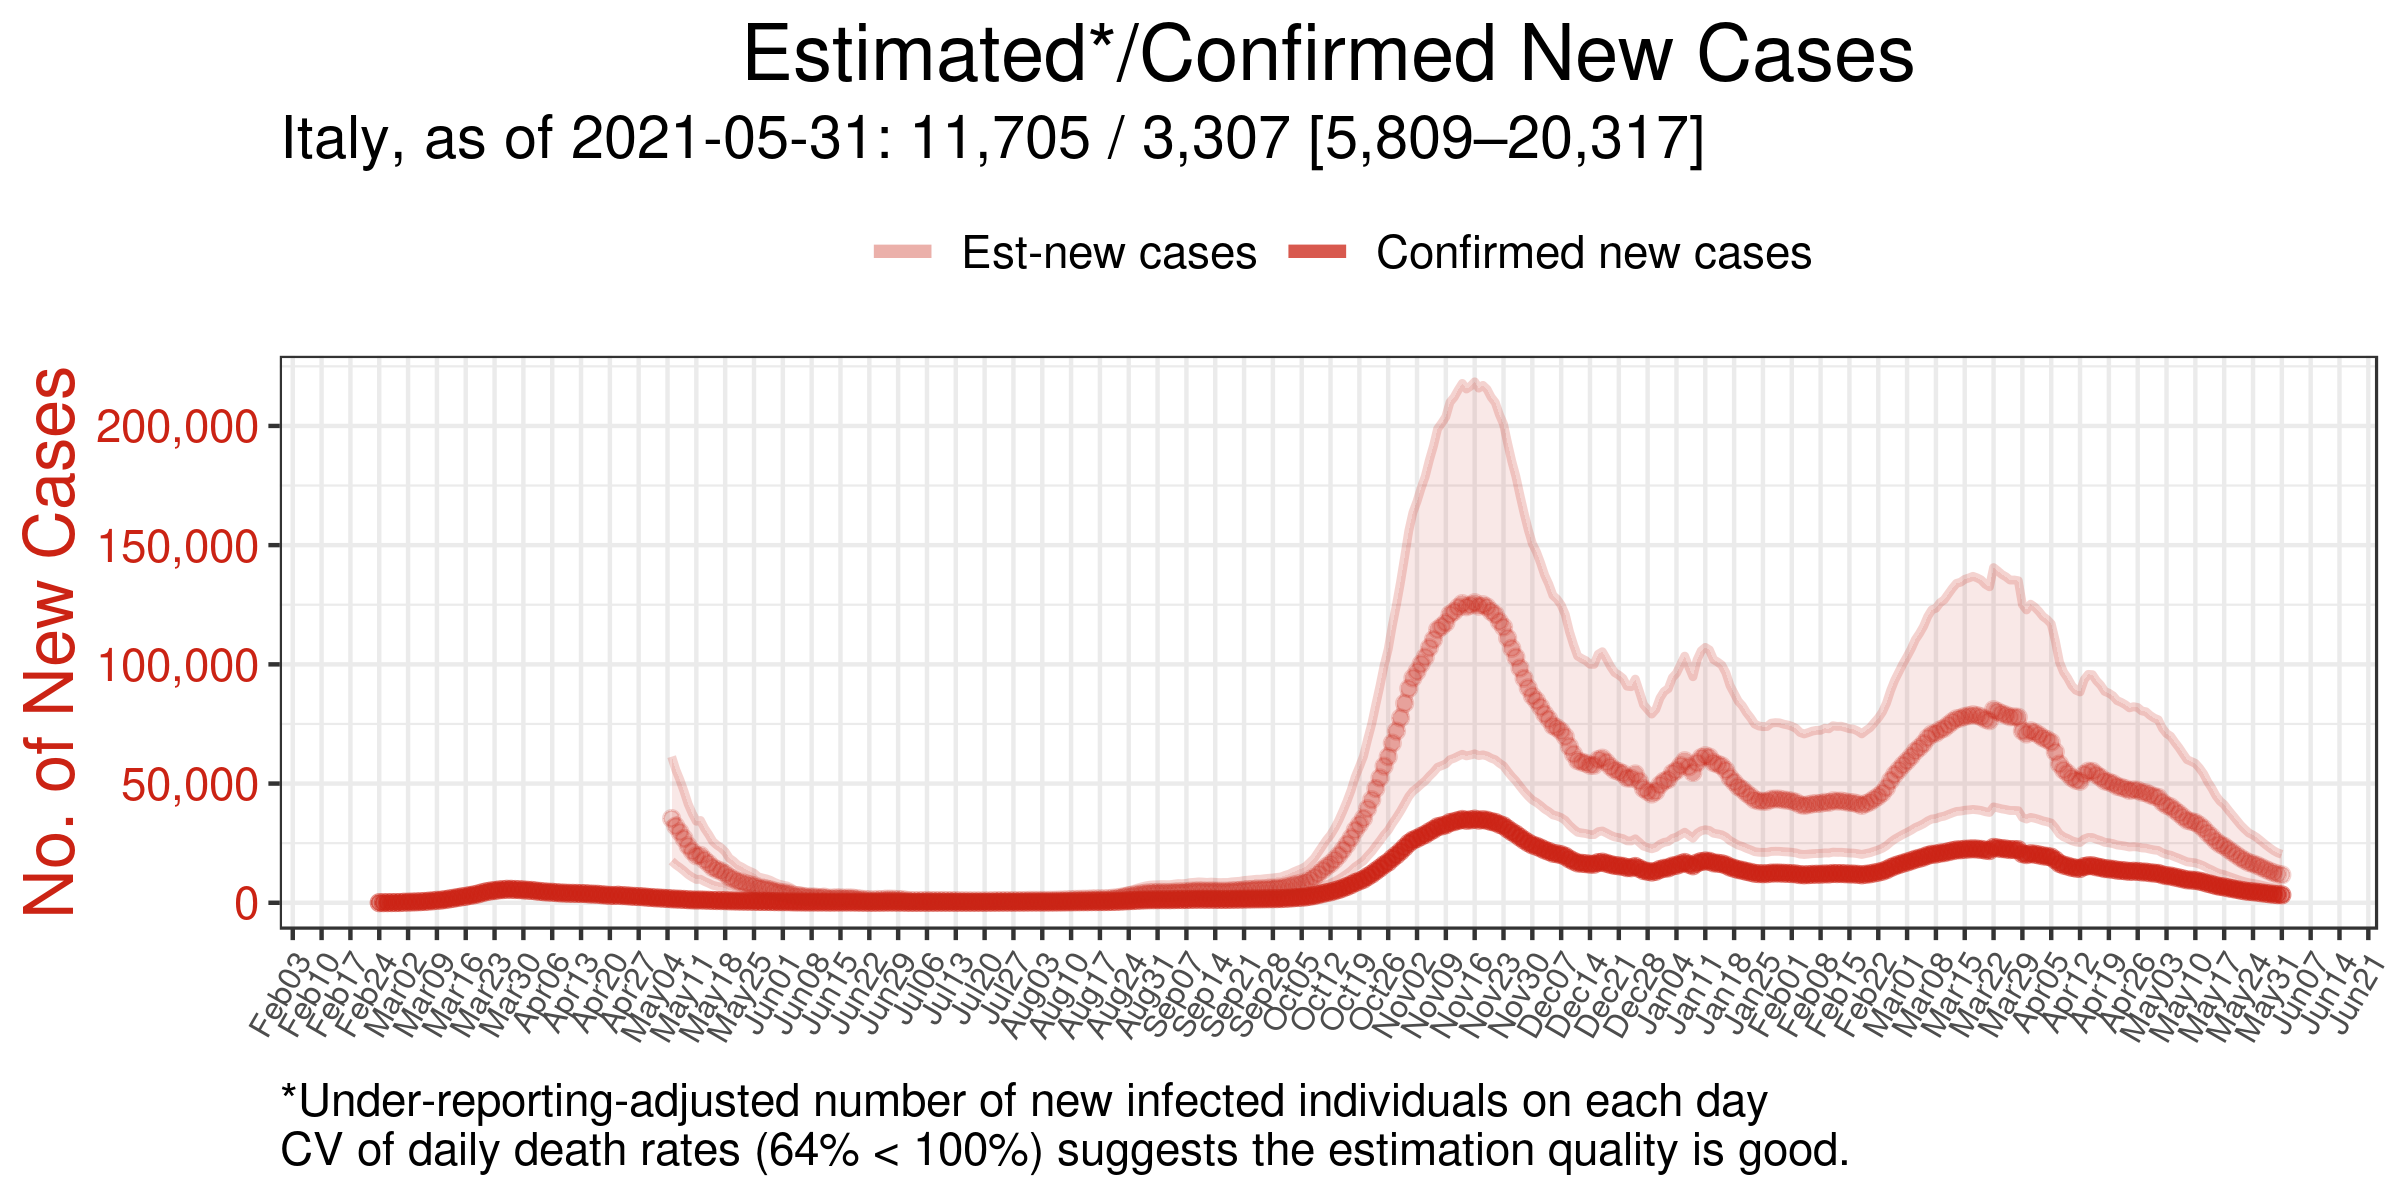 Estimated*/Confirmed New Cases
Italy, as of 2021-05-31: 11,705 / 3,307 [5,809–20,317]
Est-new cases Confirmed new cases
No. of New Cases
200,000
150,000
100,000
50,000
0
Feb03 Feb10 Feb17 Feb24 Mar02 Mar09 Mar16 Mar23 Mar30 Apr06 Apr13 Apr20 Apr27 May04 May11 May18 May25 Jun01 Jun08 Jun15 Jun22 Jun29 Jul06 Jul13 Jul20 Jul27 Aug03 Aug10 Aug17 Aug24 Aug31 Sep07 Sep14 Sep21 Sep28 Oct05 Oct12 Oct19 Oct26 Nov02 Nov09 Nov16 Nov23 Nov30 Dec07 Dec14 Dec21 Dec28 Jan04 Jan11 Jan18 Jan25 Feb01 Feb08 Feb15 Feb22 Mar01 Mar08 Mar15 Mar22 Mar29 Apr05 Apr12 Apr19 Apr26 May03 May10 May17 May24 May31 Jun07 Jun14 Jun21
*Under-reporting-adjusted number of new infected individuals on each day
CV of daily death rates (64% < 100%) suggests the estimation quality is good.